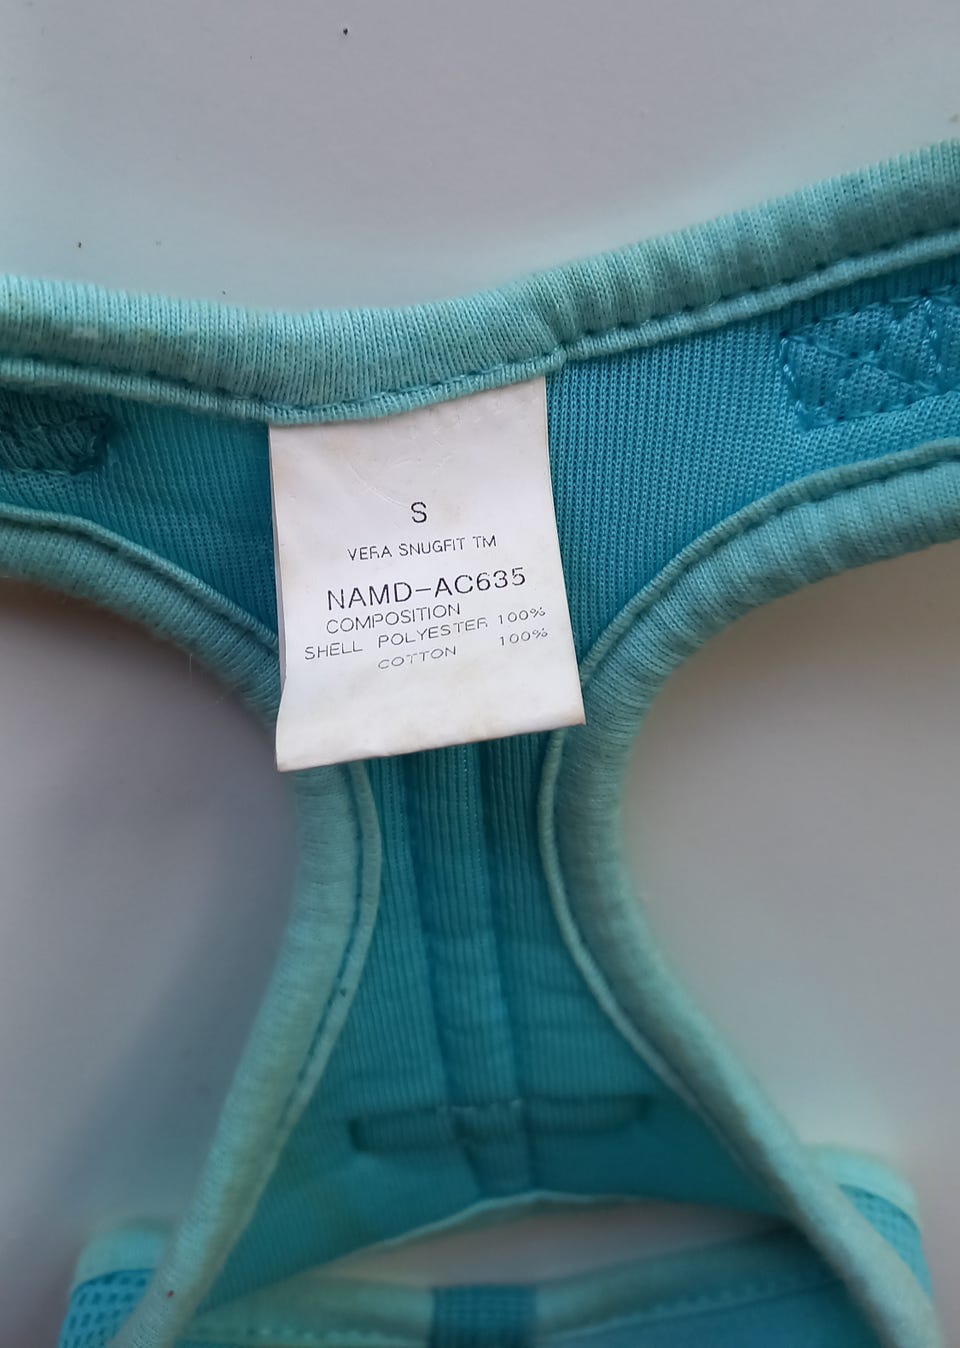 S
VERA SNUGFIT TM
NAMD-AC635
COMPOSITION
SHELL POLYESTER 100%
COTTON 100%